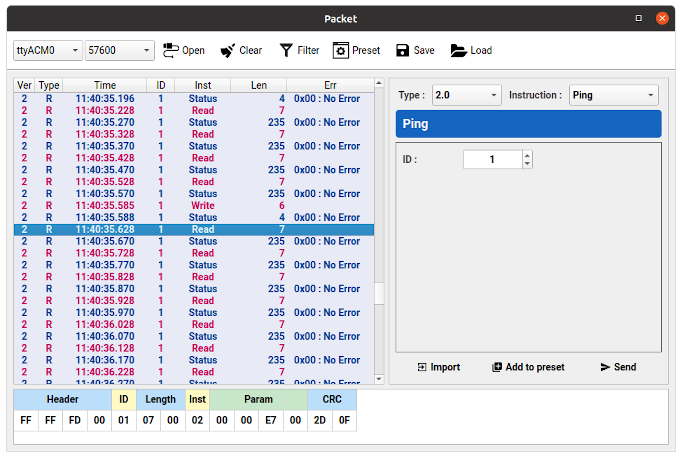 Packet
ttyACM0 57600 Open Clear Filter Preset Save Load
Ver Type Time ID Inst Len Err
2 R 11:40:35.196 1 Status 4 0x00 : No Error
2 R 11:40:35.228 1 Read 7
2 R 11:40:35.270 1 Status 235 0x00 : No Error
2 R 11:40:35.328 1 Read 7
2 R 11:40:35.370 1 Status 235 0x00 : No Error
2 R 11:40:35.428 1 Read 7
2 R 11:40:35.470 1 Status 235 0x00 : No Error
2 R 11:40:35.528 1 Read 7
2 R 11:40:35.570 1 Status 235 0x00 : No Error
2 R 11:40:35.585 1 Write 6
2 R 11:40:35.588 1 Status 4 0x00 : No Error
2 R 11:40:35.628 1 Read 7
2 R 11:40:35.670 1 Status 235 0x00 : No Error
2 R 11:40:35.728 1 Read 7
2 R 11:40:35.770 1 Status 235 0x00 : No Error
2 R 11:40:35.828 1 Read 7
2 R 11:40:35.870 1 Status 235 0x00 : No Error
2 R 11:40:35.928 1 Read 7
2 R 11:40:35.970 1 Status 235 0x00 : No Error
2 R 11:40:36.028 1 Read 7
2 R 11:40:36.070 1 Status 235 0x00 : No Error
2 R 11:40:36.128 1 Read 7
2 R 11:40:36.170 1 Status 235 0x00 : No Error
2 R 11:40:36.228 1 Read 7
2 R 11:40:36.270 1 Status 235 0x00 : No Error
Type : 2.0 Instruction : Ping
Ping
ID : 1
Import Add to preset Send
Header ID Length Inst Param CRC
FF FF FD 00 01 07 00 02 00 00 E7 00 2D 0F